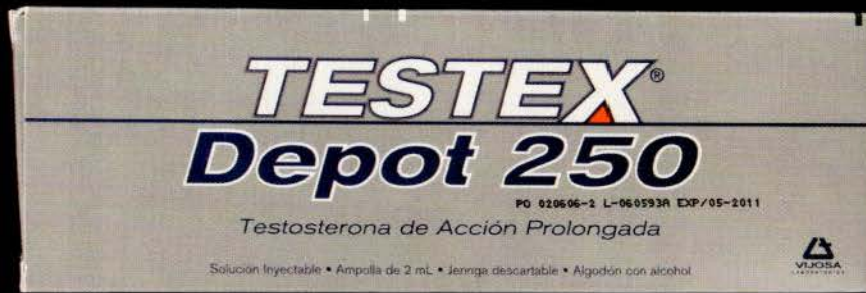 TESTEX®
Depot 250
PO 020606-2 L-060593A EXP/05-2011
Testosterona de Acción Prolongada
Solución Inyectable • Ampolla de 2 mL • Jeringa descartable • Algodón con alcohol
VIJOSA
LABORATORIOS